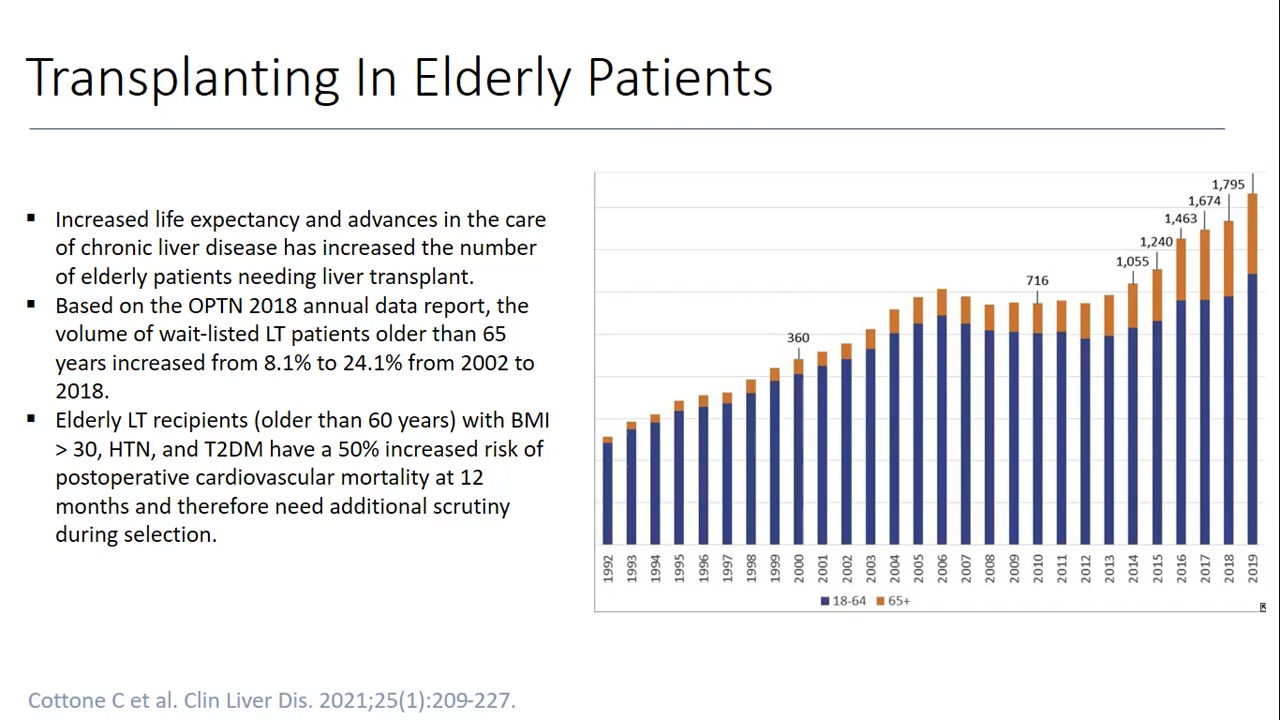 Transplanting In Elderly Patients
▪ Increased life expectancy and advances in the care
of chronic liver disease has increased the number
of elderly patients needing liver transplant.
▪ Based on the OPTN 2018 annual data report, the
volume of wait-listed LT patients older than 65
years increased from 8.1% to 24.1% from 2002 to
2018.
▪ Elderly LT recipients (older than 60 years) with BMI
> 30, HTN, and T2DM have a 50% increased risk of
postoperative cardiovascular mortality at 12
months and therefore need additional scrutiny
during selection.
360
716
1,055
1,240
1,463
1,674
1,795
1992 1993 1994 1995 1996 1997 1998 1999 2000 2001 2002 2003 2004 2005 2006 2007 2008 2009 2010 2011 2012 2013 2014 2015 2016 2017 2018 2019
18-64 65+
Cottone C et al. Clin Liver Dis. 2021;25(1):209-227.